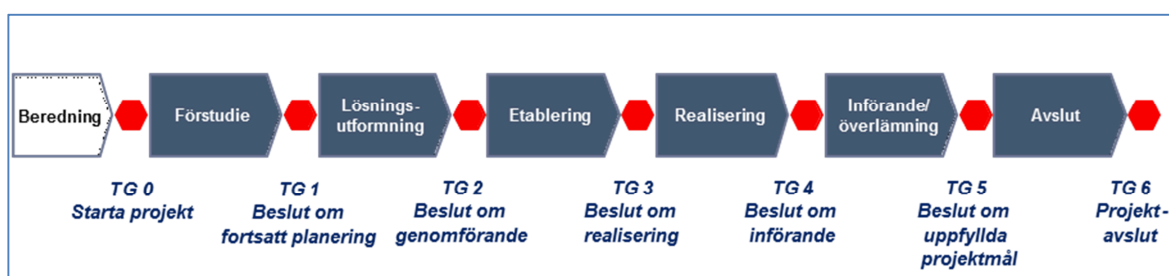 Beredning
Förstudie
Lösnings-
utformning
Etablering
Realisering
Införande/
överlämning
Avslut
TG 0
Starta projekt
TG 1
Beslut om
fortsatt planering
TG 2
Beslut om
genomförande
TG 3
Beslut om
realisering
TG 4
Beslut om
införande
TG 5
Beslut om
uppfyllda
projektmål
TG 6
Projekt-
avslut